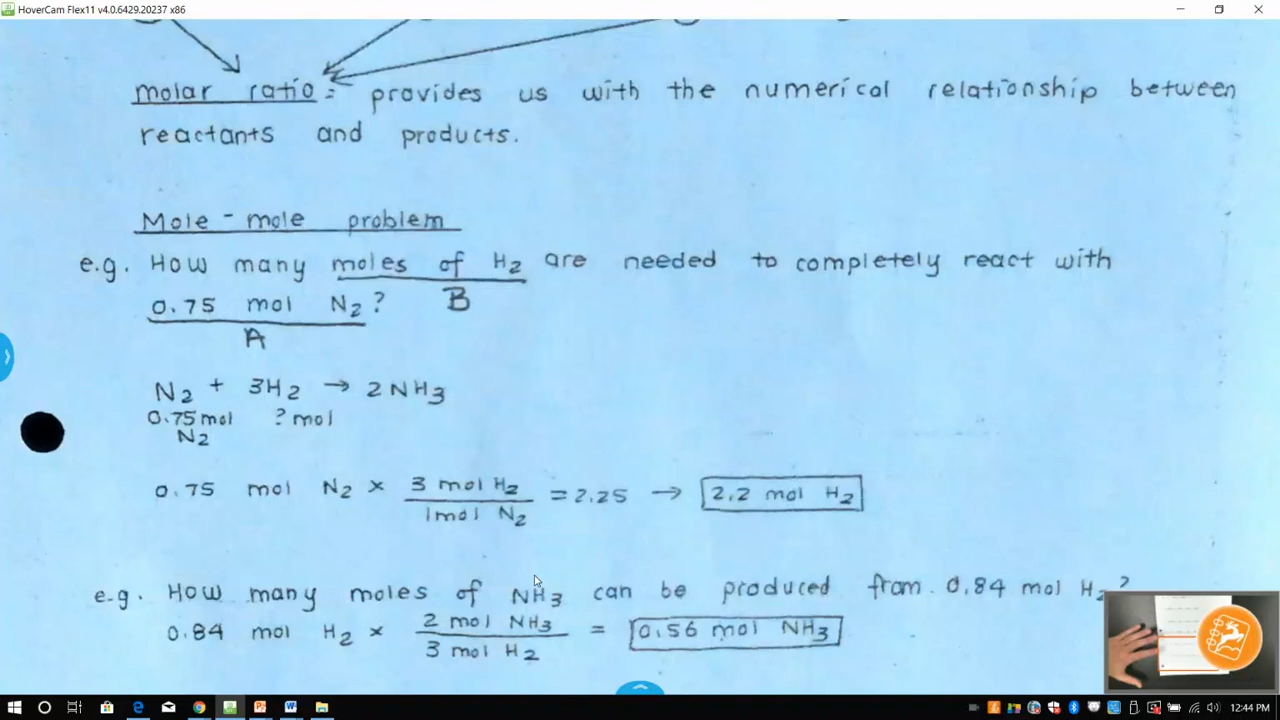 HoverCam Flex11 v4.0.6429.20237 x86
molar ratio = provides us with the numerical relationship between
reactants and products.
Mole - mole problem
e.g. How many moles of H2 are needed to completely react with
0.75 mol N2?
B
A
N2 + 3H2 → 2NH3
0.75 mol ? mol
N2
0.75 mol N2 × 3 mol H2 = 2.25 → 2.2 mol H2
1 mol N2
e.g. How many moles of NH3 can be produced from 0.84 mol H2?
0.84 mol H2 × 2 mol NH3 = 0.56 mol NH3
3 mol H2
12:44 PM